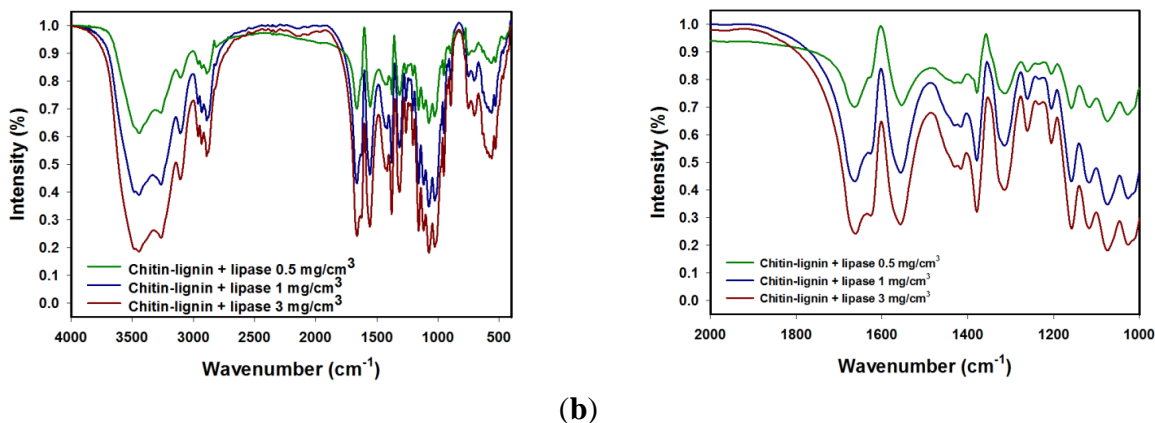 1.0
0.9
0.8
0.7
0.6
0.5
0.4
0.3
0.2
0.1
0.0
Intensity (%)
Chitin-lignin + lipase 0.5 mg/cm³
Chitin-lignin + lipase 1 mg/cm³
Chitin-lignin + lipase 3 mg/cm³
4000 3500 3000 2500 2000 1500 1000 500
Wavenumber (cm⁻¹)
1.0
0.9
0.8
0.7
0.6
0.5
0.4
0.3
0.2
0.1
0.0
Intensity (%)
Chitin-lignin + lipase 0.5 mg/cm³
Chitin-lignin + lipase 1 mg/cm³
Chitin-lignin + lipase 3 mg/cm³
2000 1800 1600 1400 1200 1000
Wavenumber (cm⁻¹)
(b)